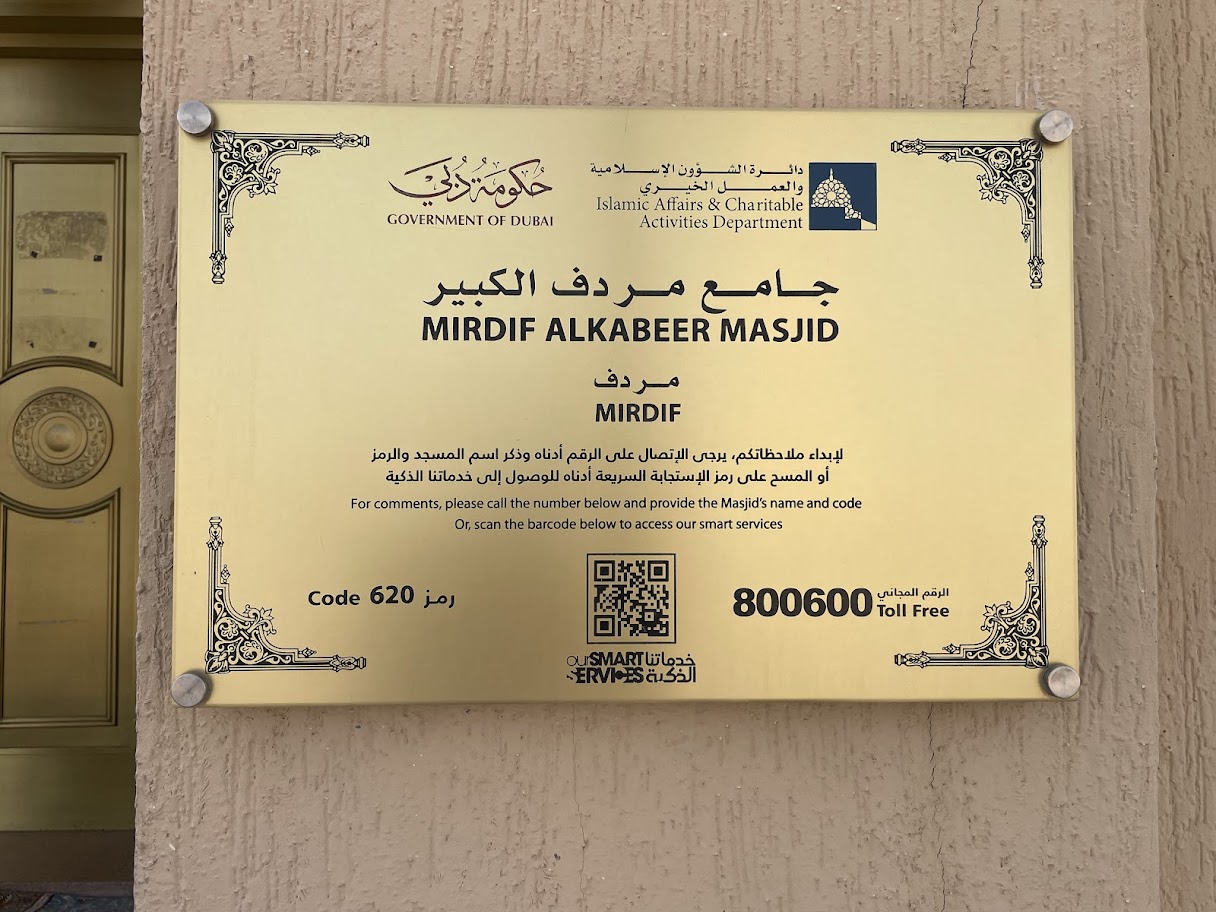 حكومة دبي
GOVERNMENT OF DUBAI
دائرة الشؤون الإسلامية
والعمل الخيري
Islamic Affairs & Charitable
Activities Department
جامع مردف الكبير
MIRDIF ALKABEER MASJID
مردف
MIRDIF
لإبداء ملاحظاتكم، يرجى الإتصال على الرقم أدناه وذكر اسم المسجد والرمز
أو المسح على رمز الإستجابة السريعة أدناه للوصول إلى خدماتنا الذكية
For comments, please call the number below and provide the Masjid's name and code
Or, scan the barcode below to access our smart services
Code 620 رمز
800600
الرقم المجاني
Toll Free
ourSMART خدماتنا
SERVICES الذكية